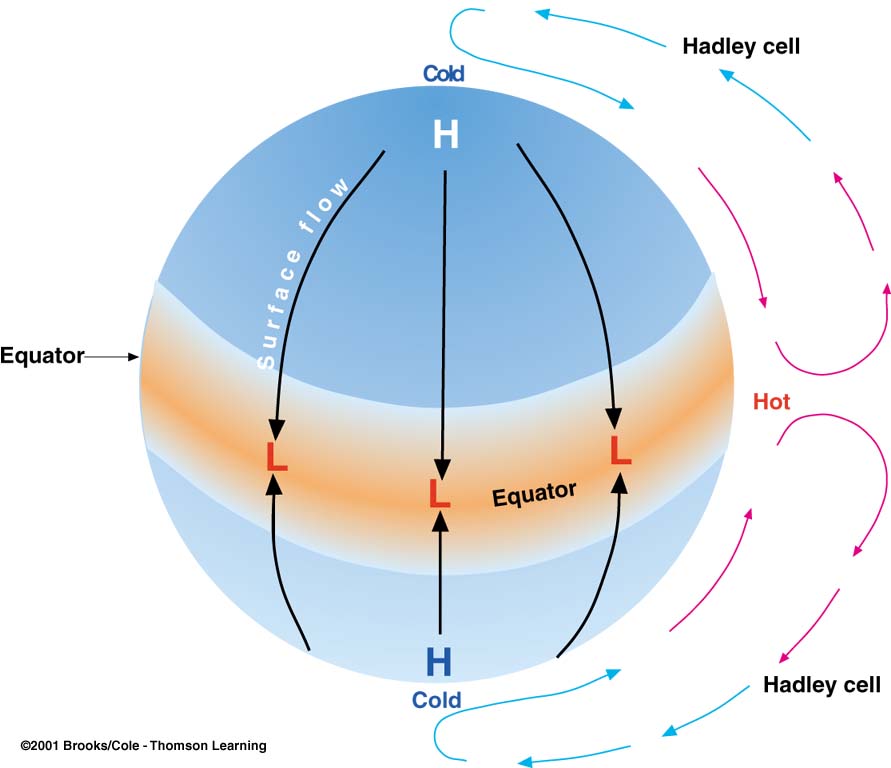 Hadley cell
Cold
H
Surface flow
Equator
Hot
L
L
L
Equator
H
Cold
Hadley cell
©2001 Brooks/Cole - Thomson Learning